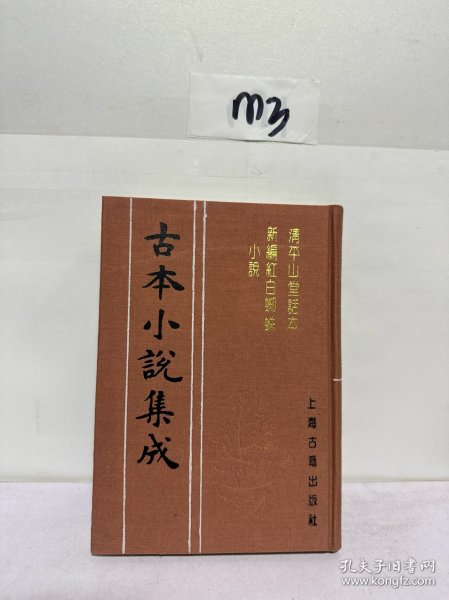 m3
清平山堂話本
新編紅白蜘蛛
小說
古本小說集成
上海古籍出版社
孔夫子旧书网
www.kongfz.com